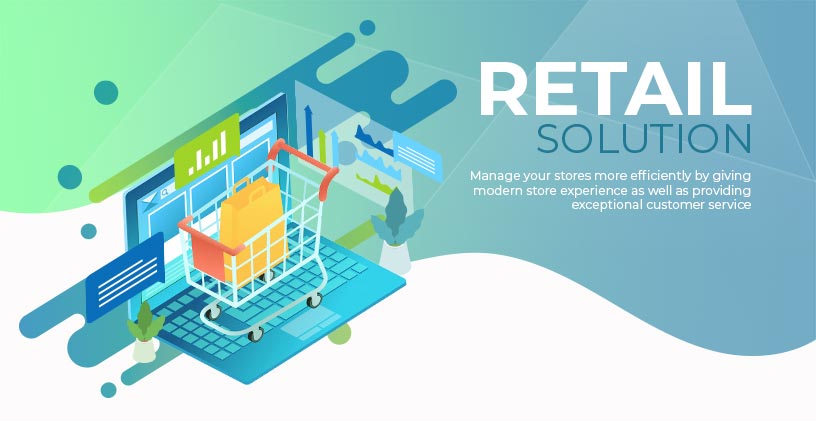 RETAIL
SOLUTION
Manage your stores more efficiently by giving
modern store experience as well as providing
exceptional customer service